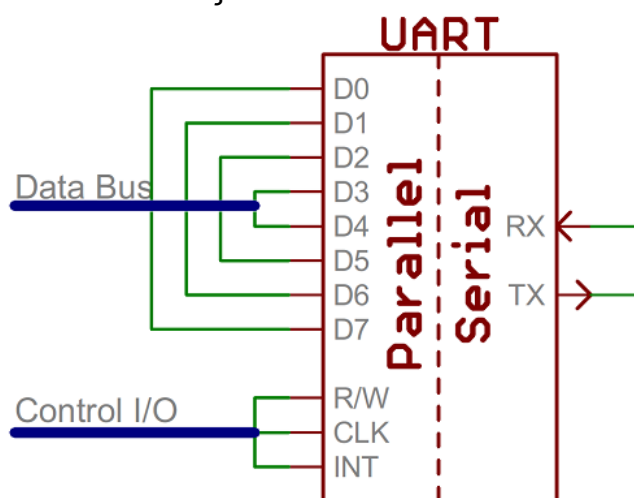 UART
D0
D1
D2
Data Bus
D3
D4
D5
D6
D7
Parallel
Serial
RX
TX
Control I/O
R/W
CLK
INT